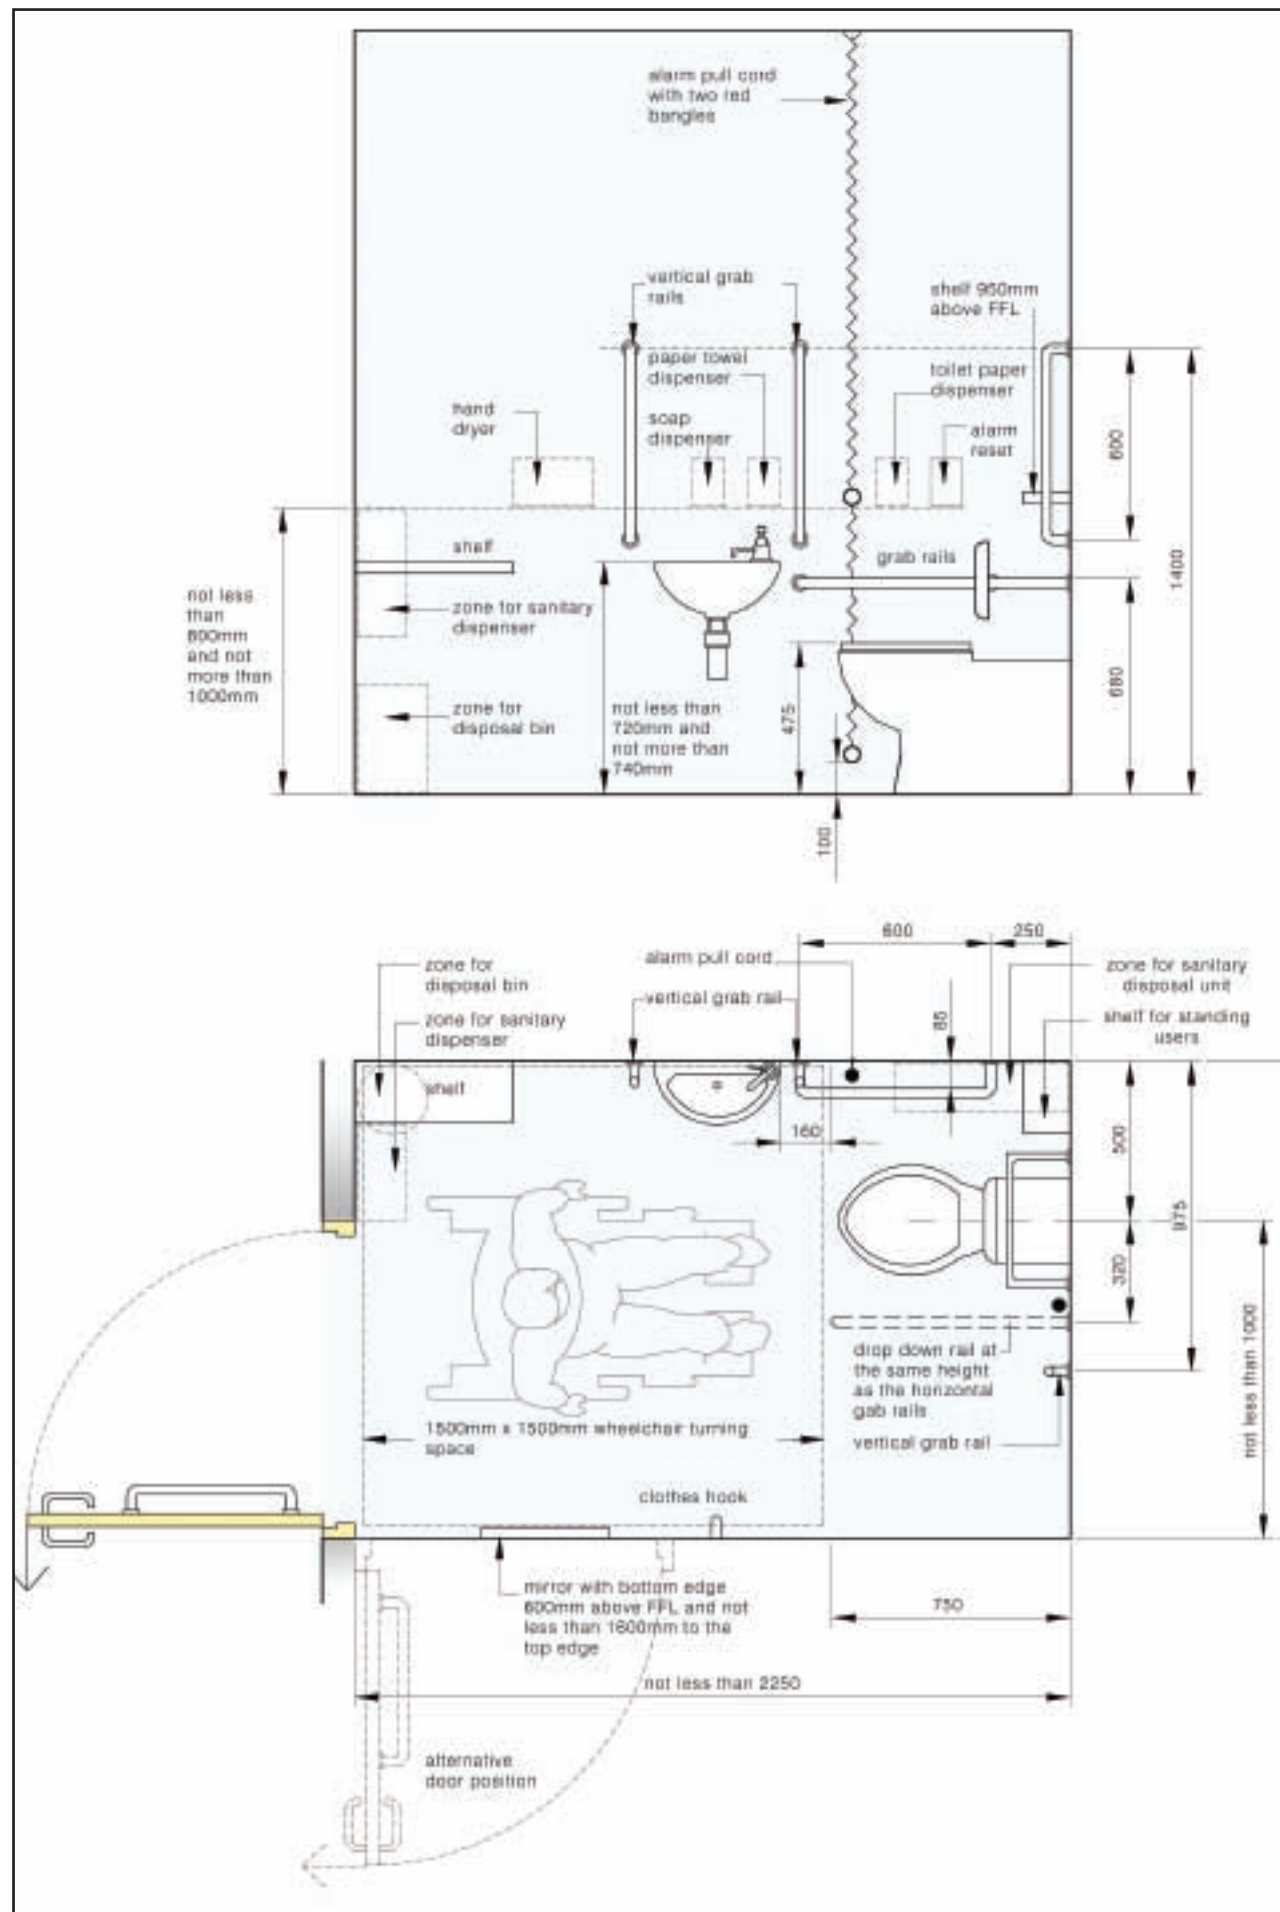 alarm pull cord
with two red
bangles
vertical grab
rails
shelf 950mm
above FFL
paper towel
dispenser
toilet paper
dispenser
hand
dryer
soap
dispenser
alarm
reset
600
shelf
grab rails
1400
not less
than
800mm
and not
more than
1000mm
zone for sanitary
dispenser
680
zone for
disposal bin
not less than
720mm and
not more than
740mm
475
100
600
250
zone for
disposal bin
alarm pull cord
zone for sanitary
disposal unit
vertical grab rail
zone for sanitary
dispenser
85
shelf for standing
users
shelf
160
500
975
320
not less than 1000
drop down rail at
the same height
as the horizontal
gab rails
1500mm x 1500mm wheelchair turning
space
vertical grab rail
clothes hook
mirror with bottom edge
600mm above FFL and not
less than 1600mm to the
top edge
750
not less than 2250
alternative
door position